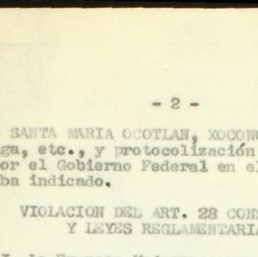 - 2 -
SANTA MARIA OCOTLAN, XOCON
ga, etc., y protocolización
or el Gobierno Federal en el
ba indicado.
VIOLACION DEL ART. 28 CONS
Y LEYES REGLAMENTARIA